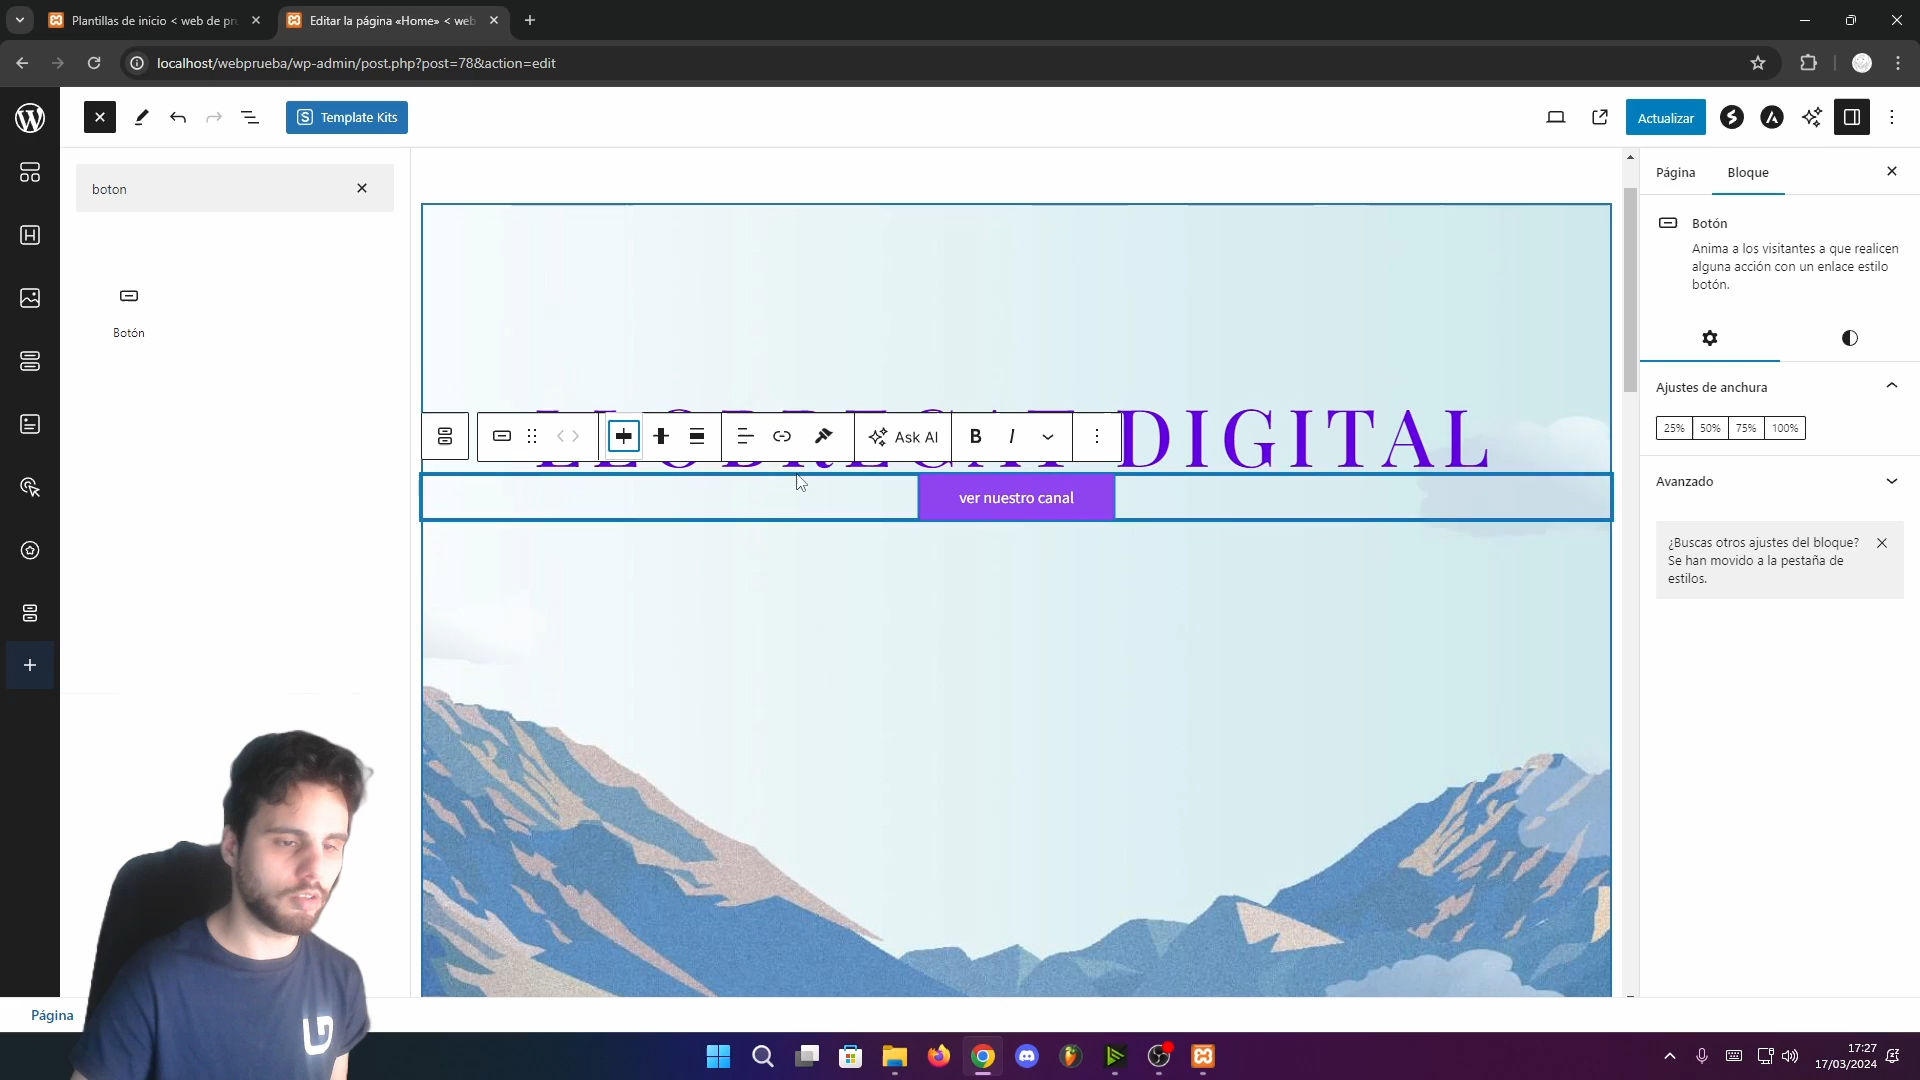 Plantillas de inicio < web de pru
Editar la página «Home» < web
localhost/webprueba/wp-admin/post.php?post=78&action=edit
Template Kits
Actualizar
boton
Botón
LLOBREGAT DIGITAL
Ask AI
B
I
ver nuestro canal
Página
Bloque
Botón
Anima a los visitantes a que realicen
alguna acción con un enlace estilo
botón.
Ajustes de anchura
25%
50%
75%
100%
Avanzado
¿Buscas otros ajustes del bloque?
Se han movido a la pestaña de
estilos.
Página
17:27
17/03/2024